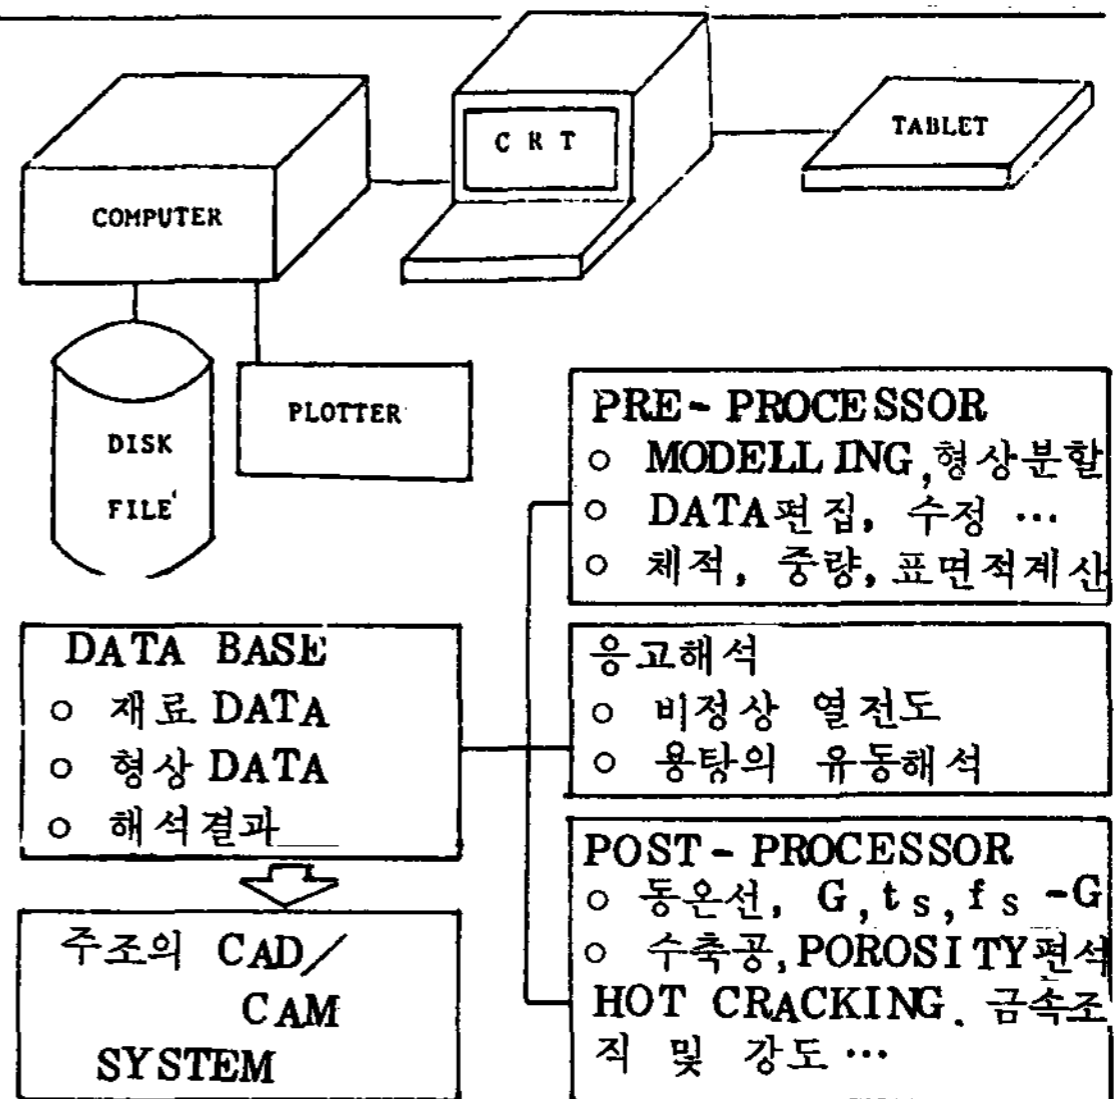 C R T
TABLET
COMPUTER
DISK
FILE
PLOTTER
PRE-PROCESSOR
○ MODELLING, 형상분할
○ DATA편집, 수정 …
○ 체적, 중량, 표면적계산
DATA BASE
○ 재료 DATA
○ 형상 DATA
○ 해석결과
응고해석
○ 비정상 열전도
○ 용탕의 유동해석
POST-PROCESSOR
○ 동온선, G, ts, fs -G
○ 수축공, POROSITY편석
HOT CRACKING. 금속조
직 및 강도 …
주조의 CAD/
CAM
SYSTEM